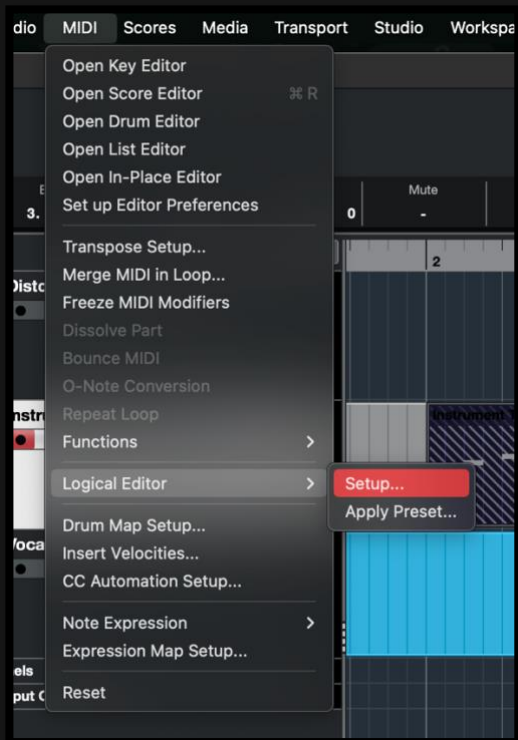 dio MIDI Scores Media Transport Studio Workspa
Open Key Editor
Open Score Editor ⌘ R
Open Drum Editor
Open List Editor
Open In-Place Editor
Set up Editor Preferences
E Mute
3. 0 -
Transpose Setup...
Merge MIDI in Loop...
2
Freeze MIDI Modifiers
Disto
Dissolve Part
Bounce MIDI
O-Note Conversion
Repeat Loop
Instru Instrument T
Functions >
Logical Editor > Setup...
Apply Preset...
Drum Map Setup...
Voca
Insert Velocities...
CC Automation Setup...
Note Expression >
Expression Map Setup...
els
Reset
put C